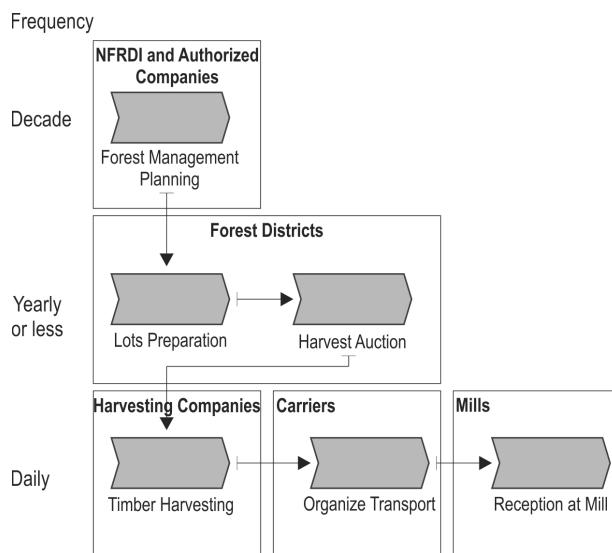 Frequency
NFRDI and Authorized
Companies
Decade
Forest Management
Planning
Forest Districts
Yearly
or less
Lots Preparation
Harvest Auction
Harvesting Companies
Carriers
Mills
Daily
Timber Harvesting
Organize Transport
Reception at Mill